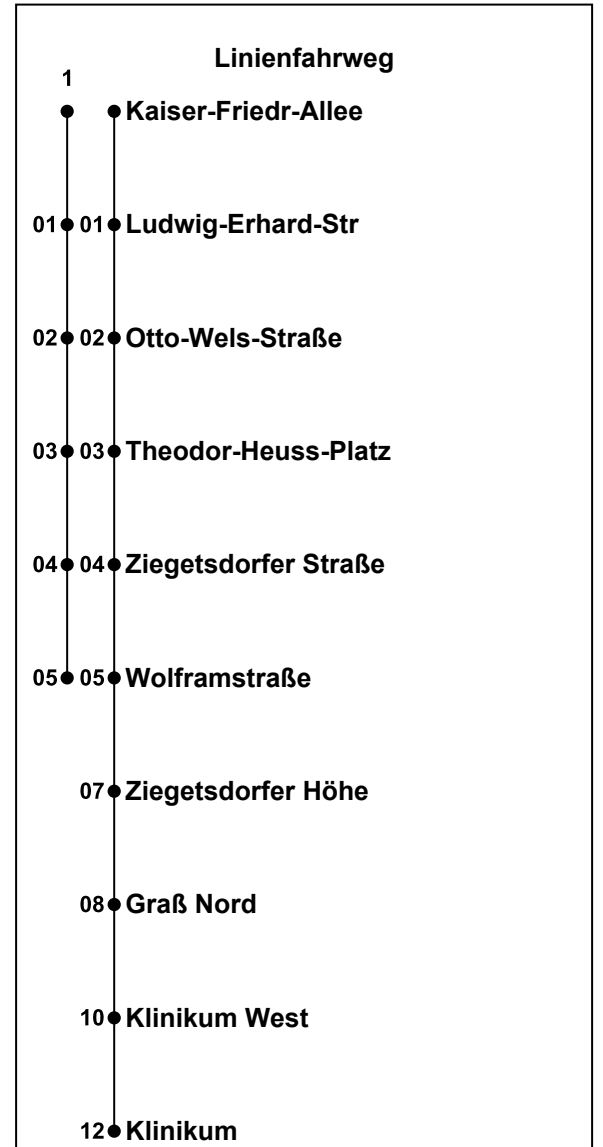 Linienfahrweg
1
Kaiser-Friedr-Allee
01 01 Ludwig-Erhard-Str
02 02 Otto-Wels-Straße
03 03 Theodor-Heuss-Platz
04 04 Ziegetsdorfer Straße
05 05 Wolframstraße
07 Ziegetsdorfer Höhe
08 Graß Nord
10 Klinikum West
12 Klinikum